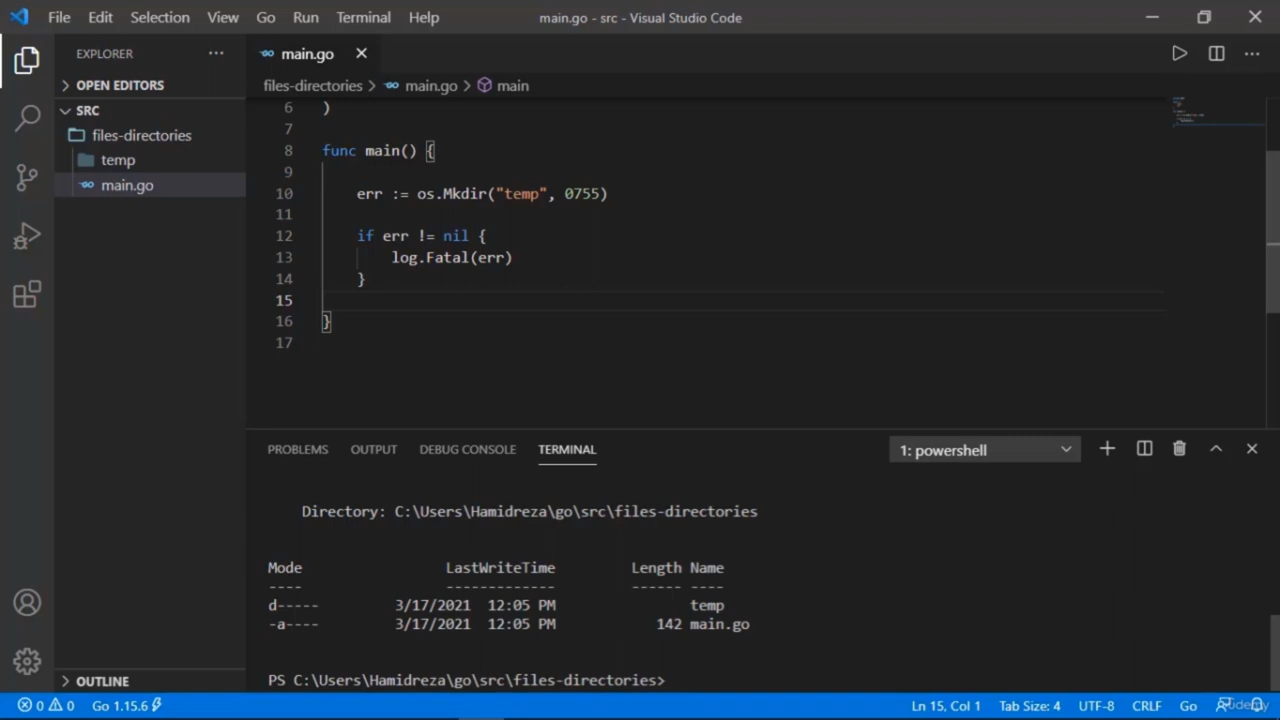 File Edit Selection View Go Run Terminal Help main.go - src - Visual Studio Code
EXPLORER
main.go
OPEN EDITORS
files-directories > main.go > main
SRC
files-directories
temp
main.go
6 )
7
8 func main() {
9
10 err := os.Mkdir("temp", 0755)
11
12 if err != nil {
13 log.Fatal(err)
14 }
15
16 }
17
PROBLEMS OUTPUT DEBUG CONSOLE TERMINAL 1: powershell
Directory: C:\Users\Hamidreza\go\src\files-directories
Mode LastWriteTime Length Name
---- ------------- ------ ----
d----- 3/17/2021 12:05 PM temp
-a---- 3/17/2021 12:05 PM 142 main.go
PS C:\Users\Hamidreza\go\src\files-directories>
OUTLINE
0 0 Go 1.15.6 Ln 15, Col 1 Tab Size: 4 UTF-8 CRLF Go
Udemy